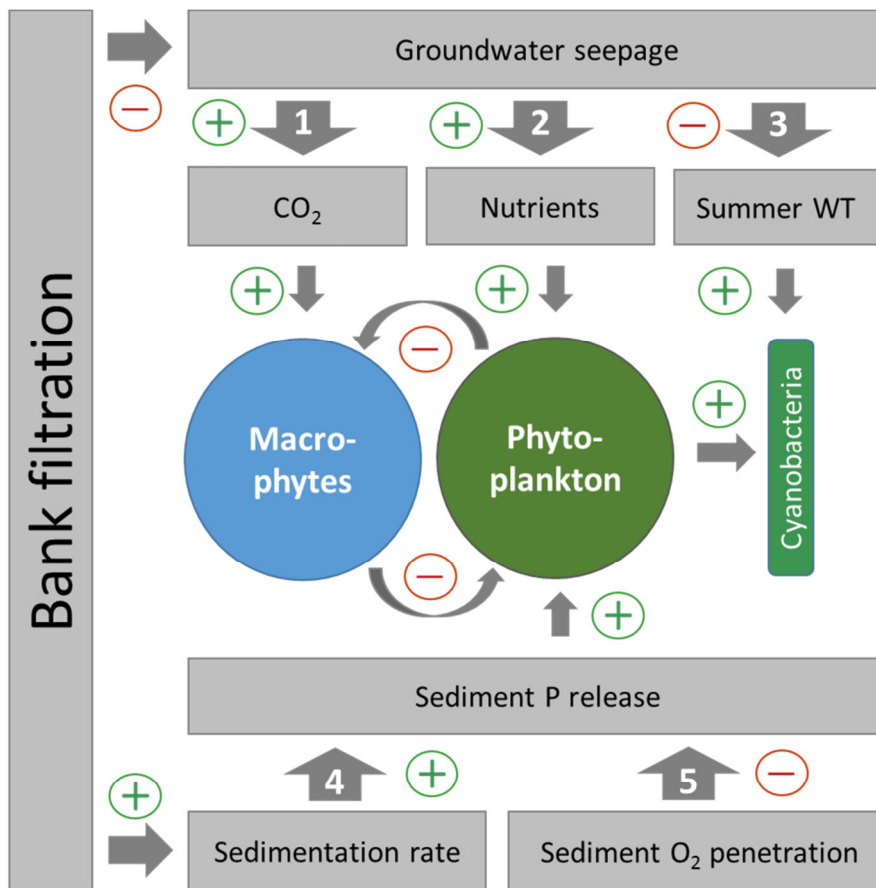 Bank filtration
Groundwater seepage
−
+ 1
+ 2
− 3
CO₂
Nutrients
Summer WT
+
+
+
−
Macro-
phytes
Phyto-
plankton
+
Cyanobacteria
−
+
Sediment P release
4 +
5 −
+
Sedimentation rate
Sediment O₂ penetration